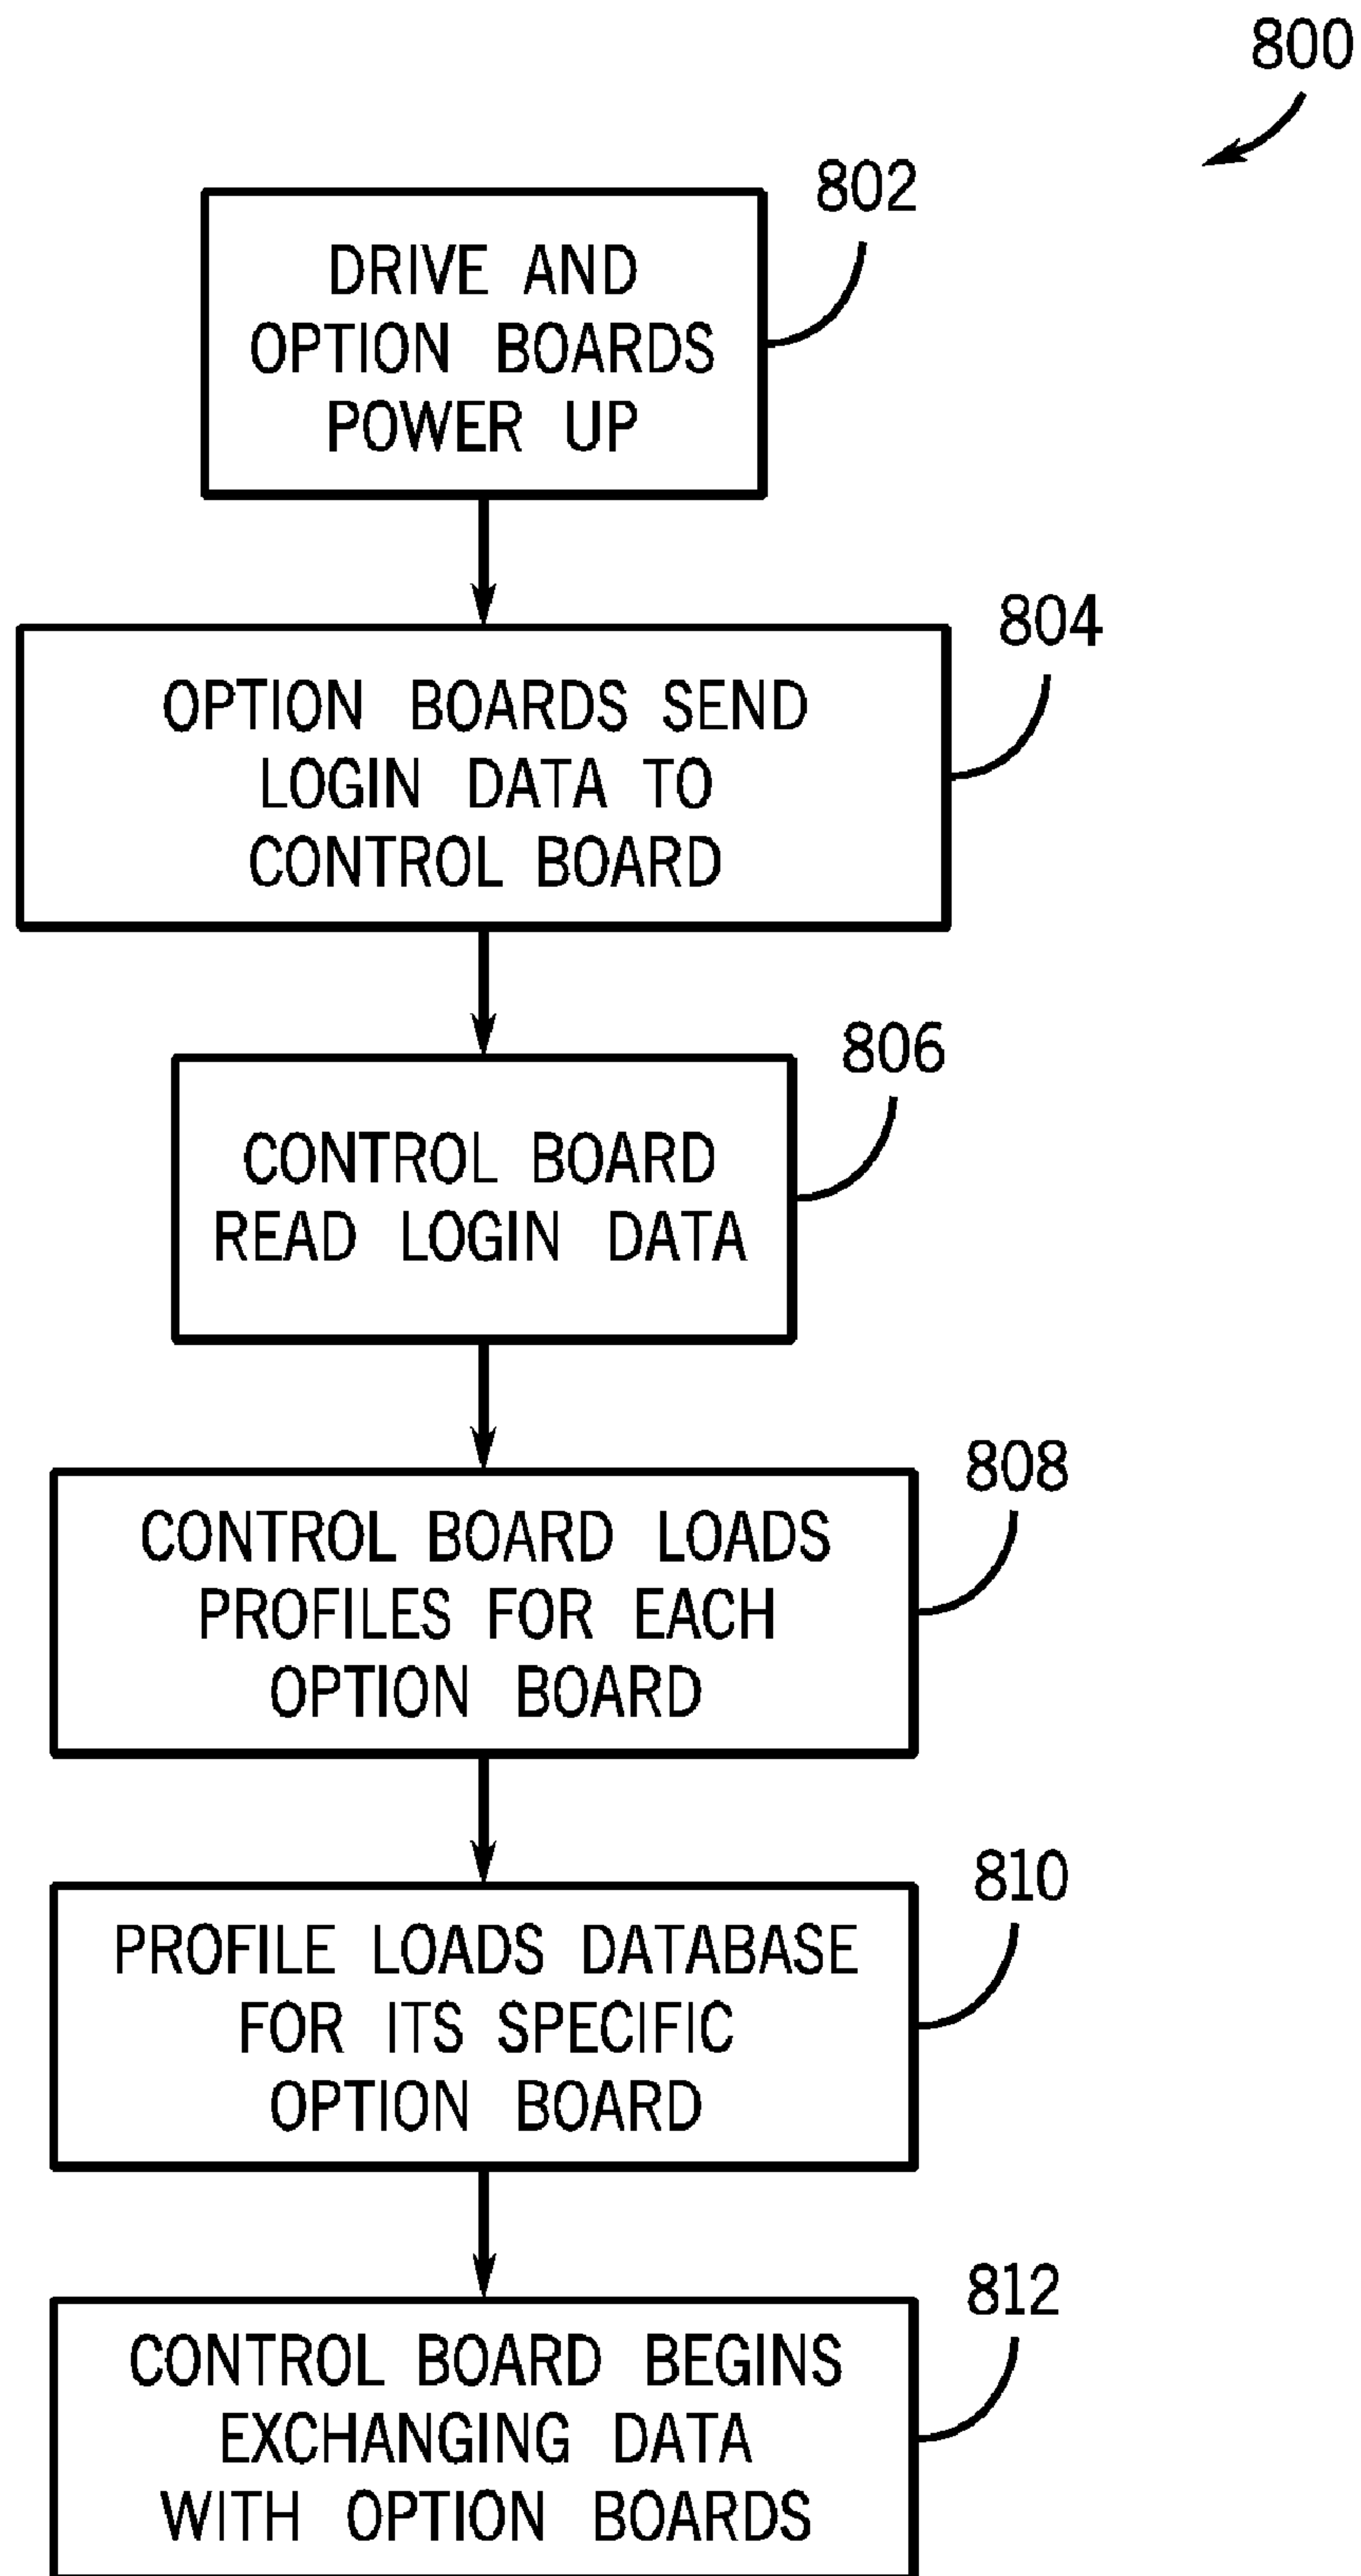 800
802
DRIVE AND
OPTION BOARDS
POWER UP
804
OPTION BOARDS SEND
LOGIN DATA TO
CONTROL BOARD
806
CONTROL BOARD
READ LOGIN DATA
808
CONTROL BOARD LOADS
PROFILES FOR EACH
OPTION BOARD
810
PROFILE LOADS DATABASE
FOR ITS SPECIFIC
OPTION BOARD
812
CONTROL BOARD BEGINS
EXCHANGING DATA
WITH OPTION BOARDS